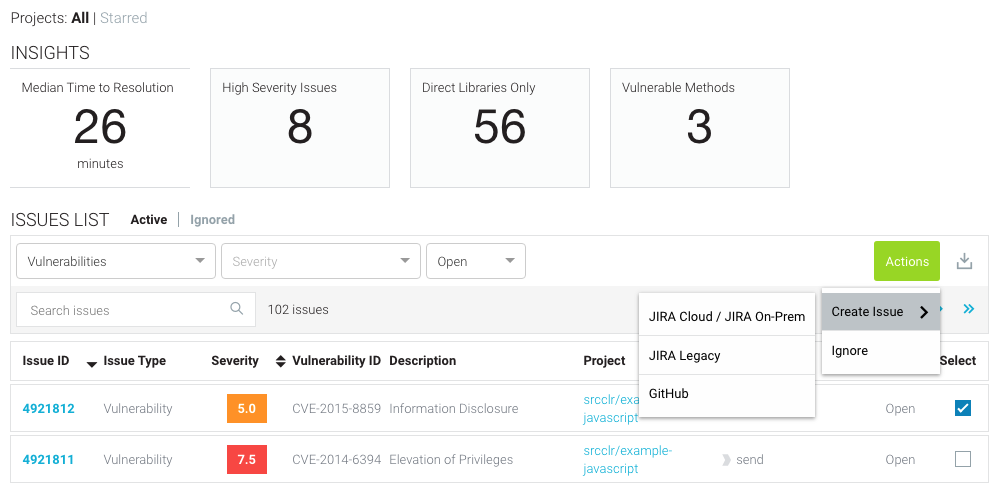 Projects: All | Starred
INSIGHTS
Median Time to Resolution
26
minutes
High Severity Issues
8
Direct Libraries Only
56
Vulnerable Methods
3
ISSUES LIST Active | Ignored
Vulnerabilities Severity Open Actions
Search issues 102 issues
Create Issue
Ignore
JIRA Cloud / JIRA On-Prem
JIRA Legacy
GitHub
Issue ID Issue Type Severity Vulnerability ID Description Project Select
4921812 Vulnerability 5.0 CVE-2015-8859 Information Disclosure srcclr/exa Open
javascript
4921811 Vulnerability 7.5 CVE-2014-6394 Elevation of Privileges srcclr/example- send Open
javascript